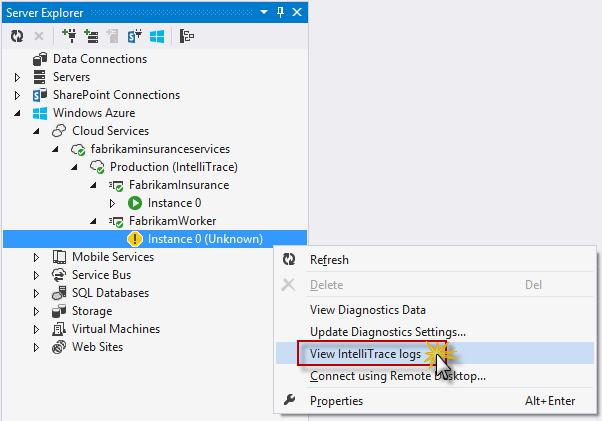 Server Explorer
Data Connections
Servers
SharePoint Connections
Windows Azure
Cloud Services
fabrikaminsuranceservices
Production (IntelliTrace)
FabrikamInsurance
Instance 0
FabrikamWorker
Instance 0 (Unknown)
Mobile Services
Service Bus
SQL Databases
Storage
Virtual Machines
Web Sites
Refresh
Delete Del
View Diagnostics Data
Update Diagnostics Settings...
View IntelliTrace logs
Connect using Remote Desktop...
Properties Alt+Enter